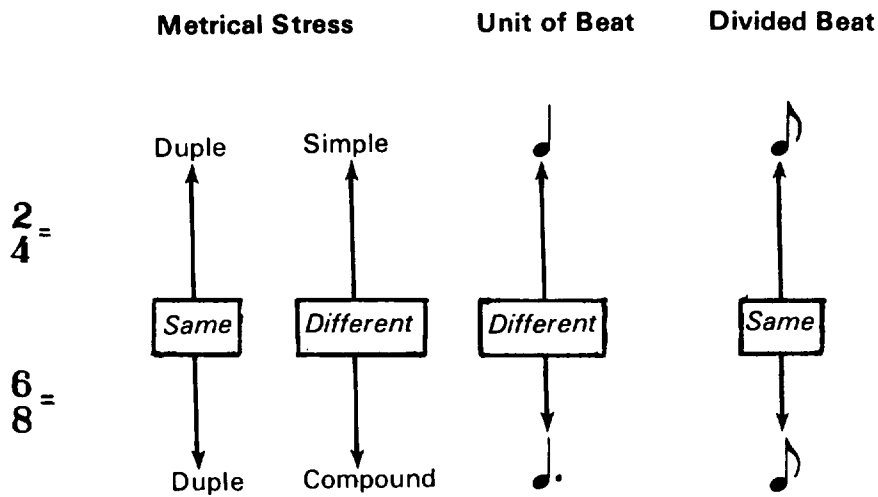 Metrical Stress Unit of Beat Divided Beat
Duple Simple
2
4 =
Same Different Different Same
6
8 =
Duple Compound